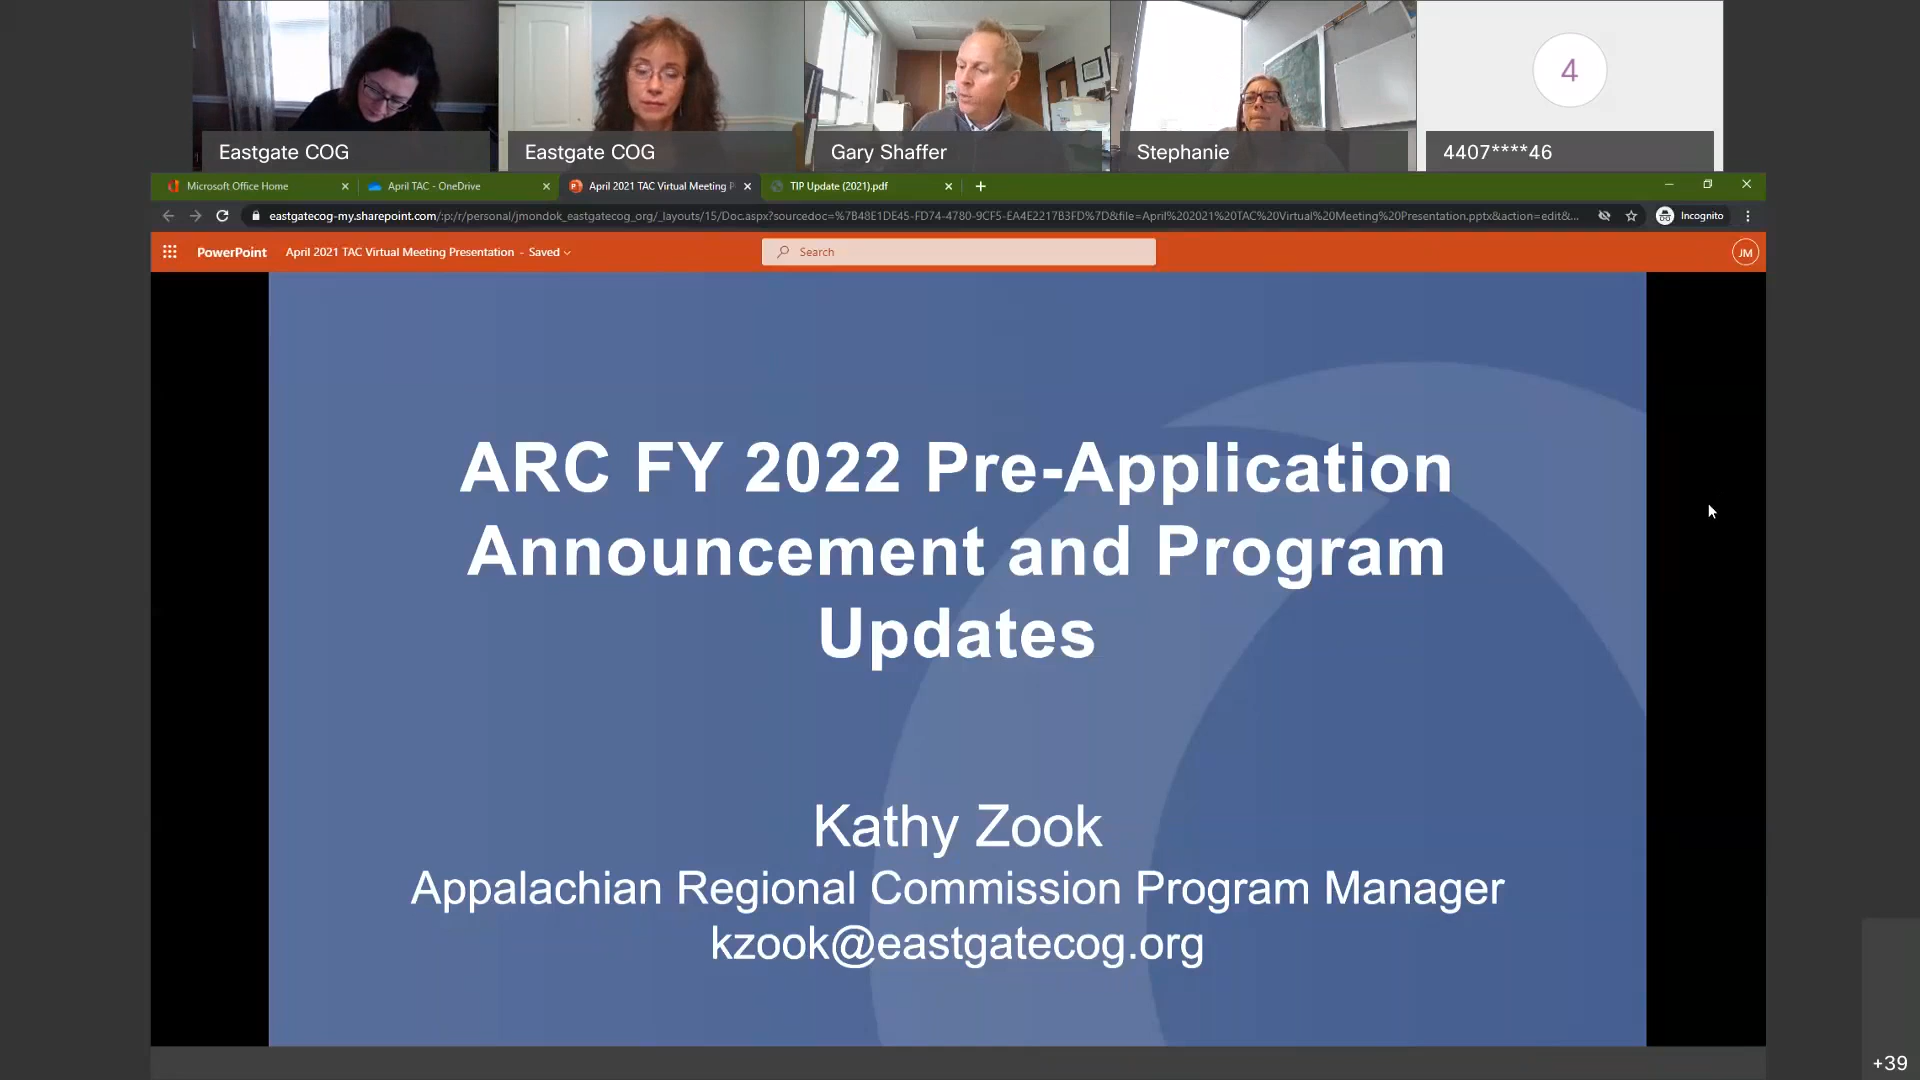 4
Eastgate COG
Eastgate COG
Gary Shaffer
Stephanie
4407****46
Microsoft Office Home
April TAC - OneDrive
April 2021 TAC Virtual Meeting P
TIP Update (2021).pdf
eastgatecog-my.sharepoint.com/:p:/r/personal/jmondok_eastgatecog_org/_layouts/15/Doc.aspx?sourcedoc=%7B48E1DE45-FD74-4780-9CF5-EA4E2217B3FD%7D&file=April%202021%20TAC%20Virtual%20Meeting%20Presentation.pptx&action=edit&...
Incognito
PowerPoint
April 2021 TAC Virtual Meeting Presentation - Saved
Search
JM
ARC FY 2022 Pre-Application
Announcement and Program
Updates
Kathy Zook
Appalachian Regional Commission Program Manager
kzook@eastgatecog.org
+39